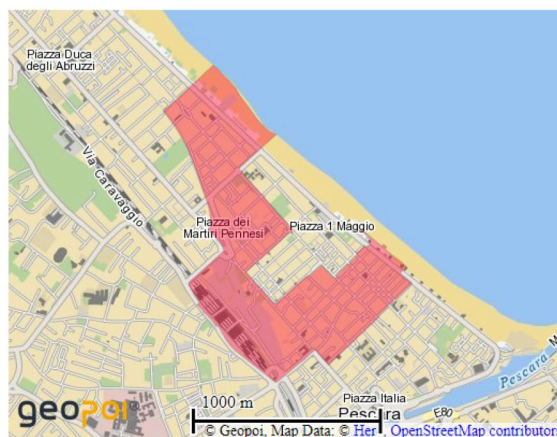 Piazza Duca
degli Abruzzi
Via Caravaggio
Piazza dei
Martiri Pennesi
Piazza 1 Maggio
Piazza Italia
Pescara
E80
Pescara M
geopoi
1000 m
© Geopoi, Map Data: © Her , OpenStreetMap contributor